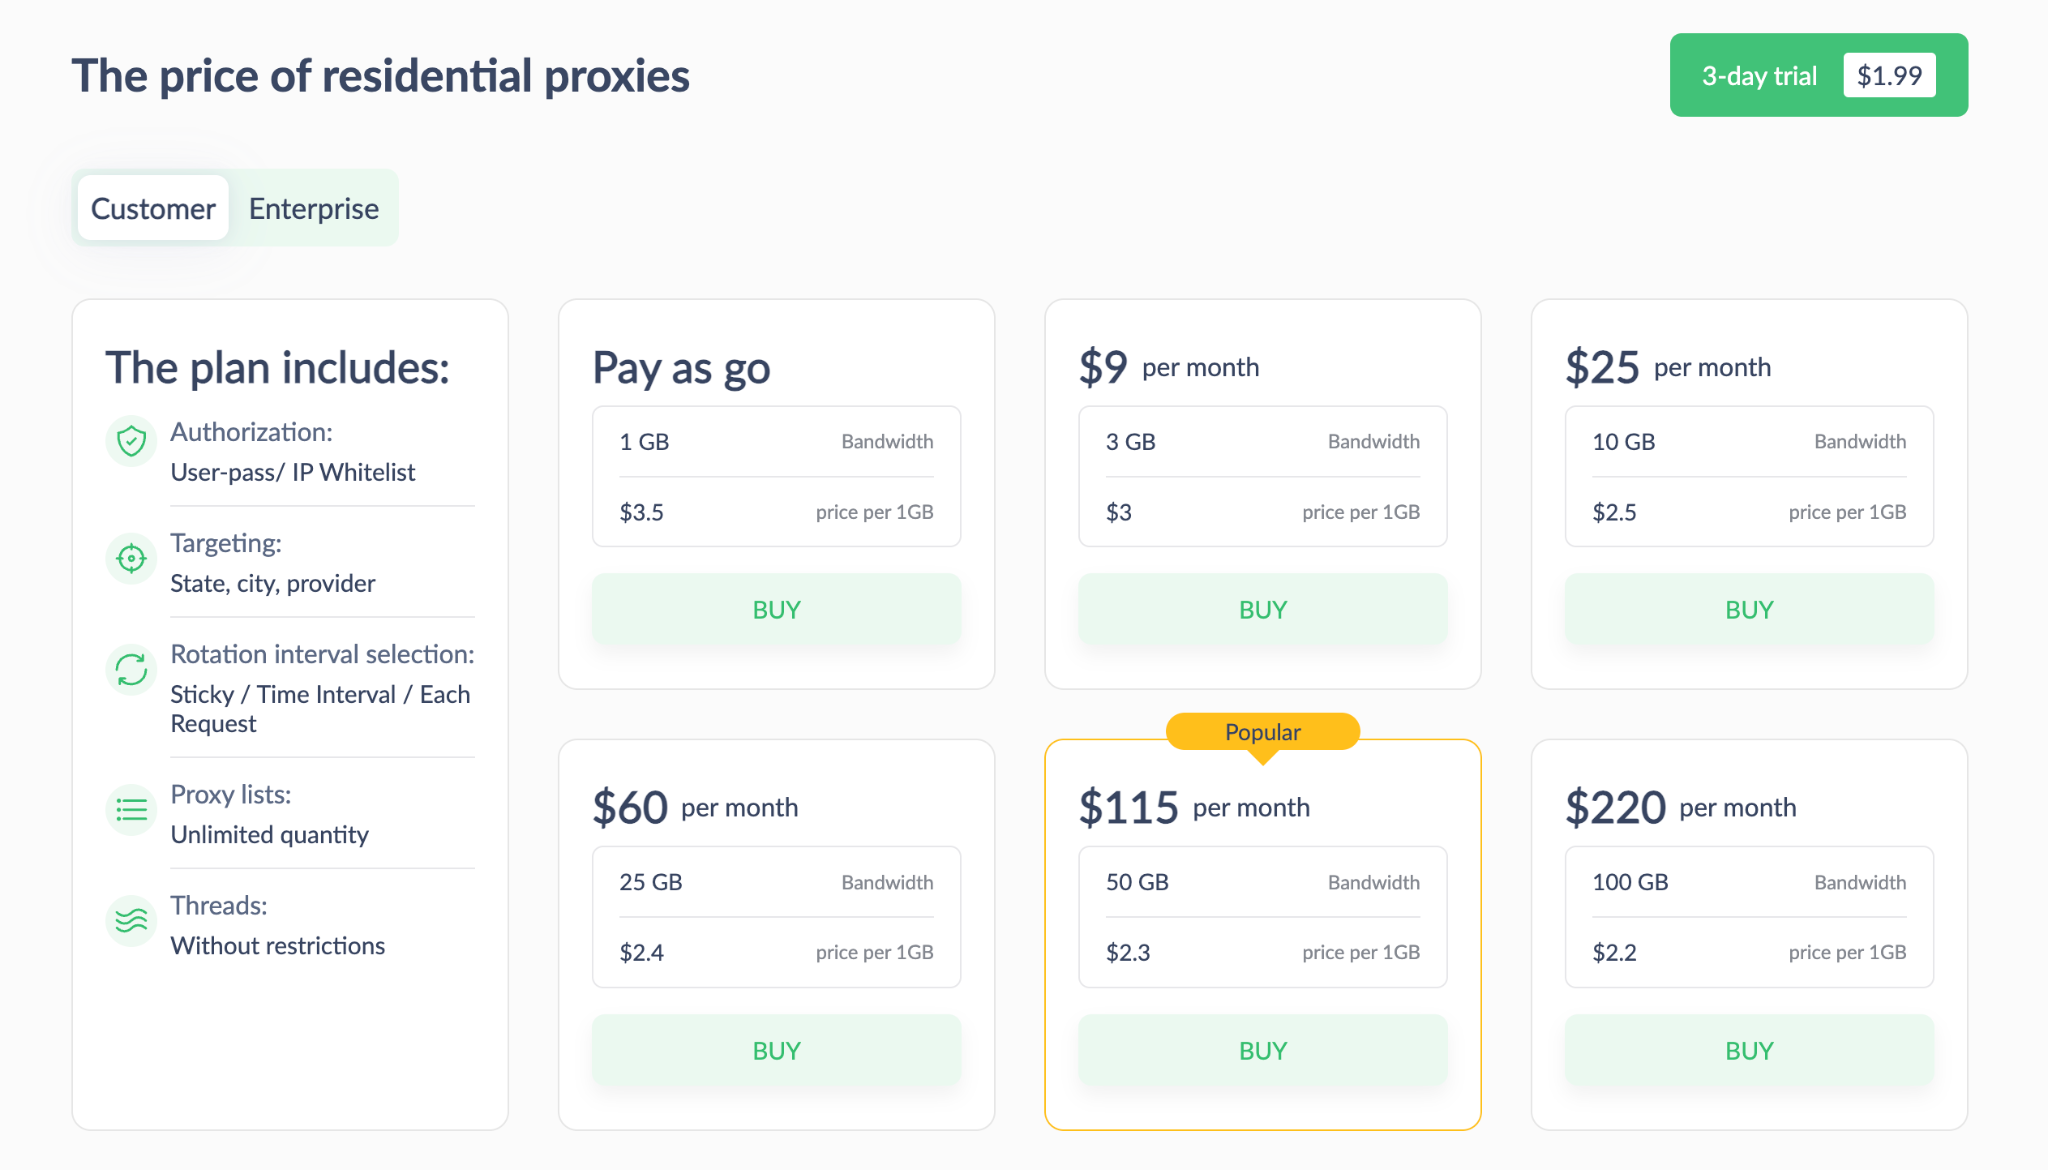 The price of residential proxies
3-day trial $1.99
Customer Enterprise
The plan includes:
Authorization:
User-pass/ IP Whitelist
Targeting:
State, city, provider
Rotation interval selection:
Sticky / Time Interval / Each
Request
Proxy lists:
Unlimited quantity
Threads:
Without restrictions
Pay as go
1 GB Bandwidth
$3.5 price per 1GB
BUY
$9 per month
3 GB Bandwidth
$3 price per 1GB
BUY
$25 per month
10 GB Bandwidth
$2.5 price per 1GB
BUY
$60 per month
25 GB Bandwidth
$2.4 price per 1GB
BUY
Popular
$115 per month
50 GB Bandwidth
$2.3 price per 1GB
BUY
$220 per month
100 GB Bandwidth
$2.2 price per 1GB
BUY